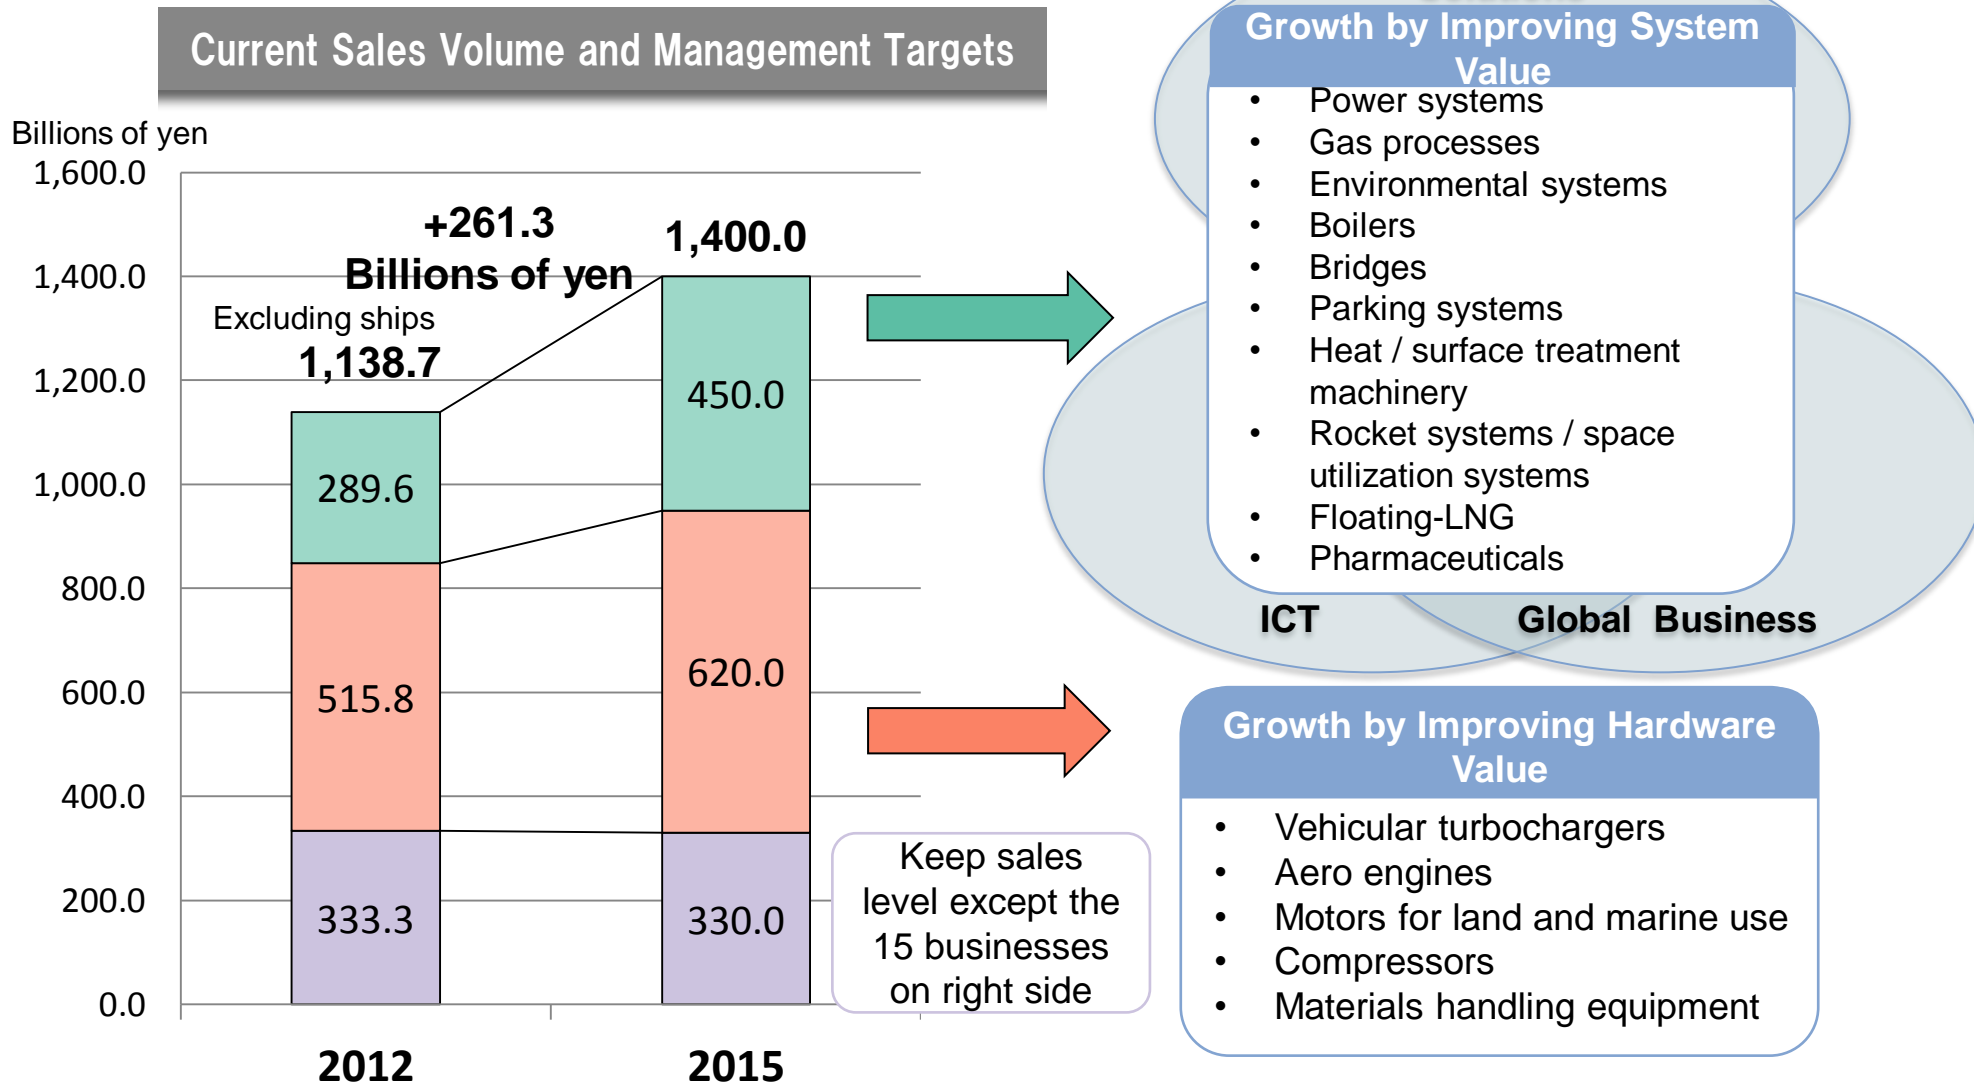 Current Sales Volume and Management Targets
Billions of yen
1,600.0
1,400.0
1,200.0
1,000.0
800.0
600.0
400.0
200.0
0.0
+261.3
Billions of yen
Excluding ships
1,138.7
1,400.0
289.6
515.8
333.3
450.0
620.0
330.0
2012
2015
Keep sales
level except the
15 businesses
on right side
Growth by Improving System
Value
• Power systems
• Gas processes
• Environmental systems
• Boilers
• Bridges
• Parking systems
• Heat / surface treatment
machinery
• Rocket systems / space
utilization systems
• Floating-LNG
• Pharmaceuticals
ICT
Global Business
Growth by Improving Hardware
Value
• Vehicular turbochargers
• Aero engines
• Motors for land and marine use
• Compressors
• Materials handling equipment